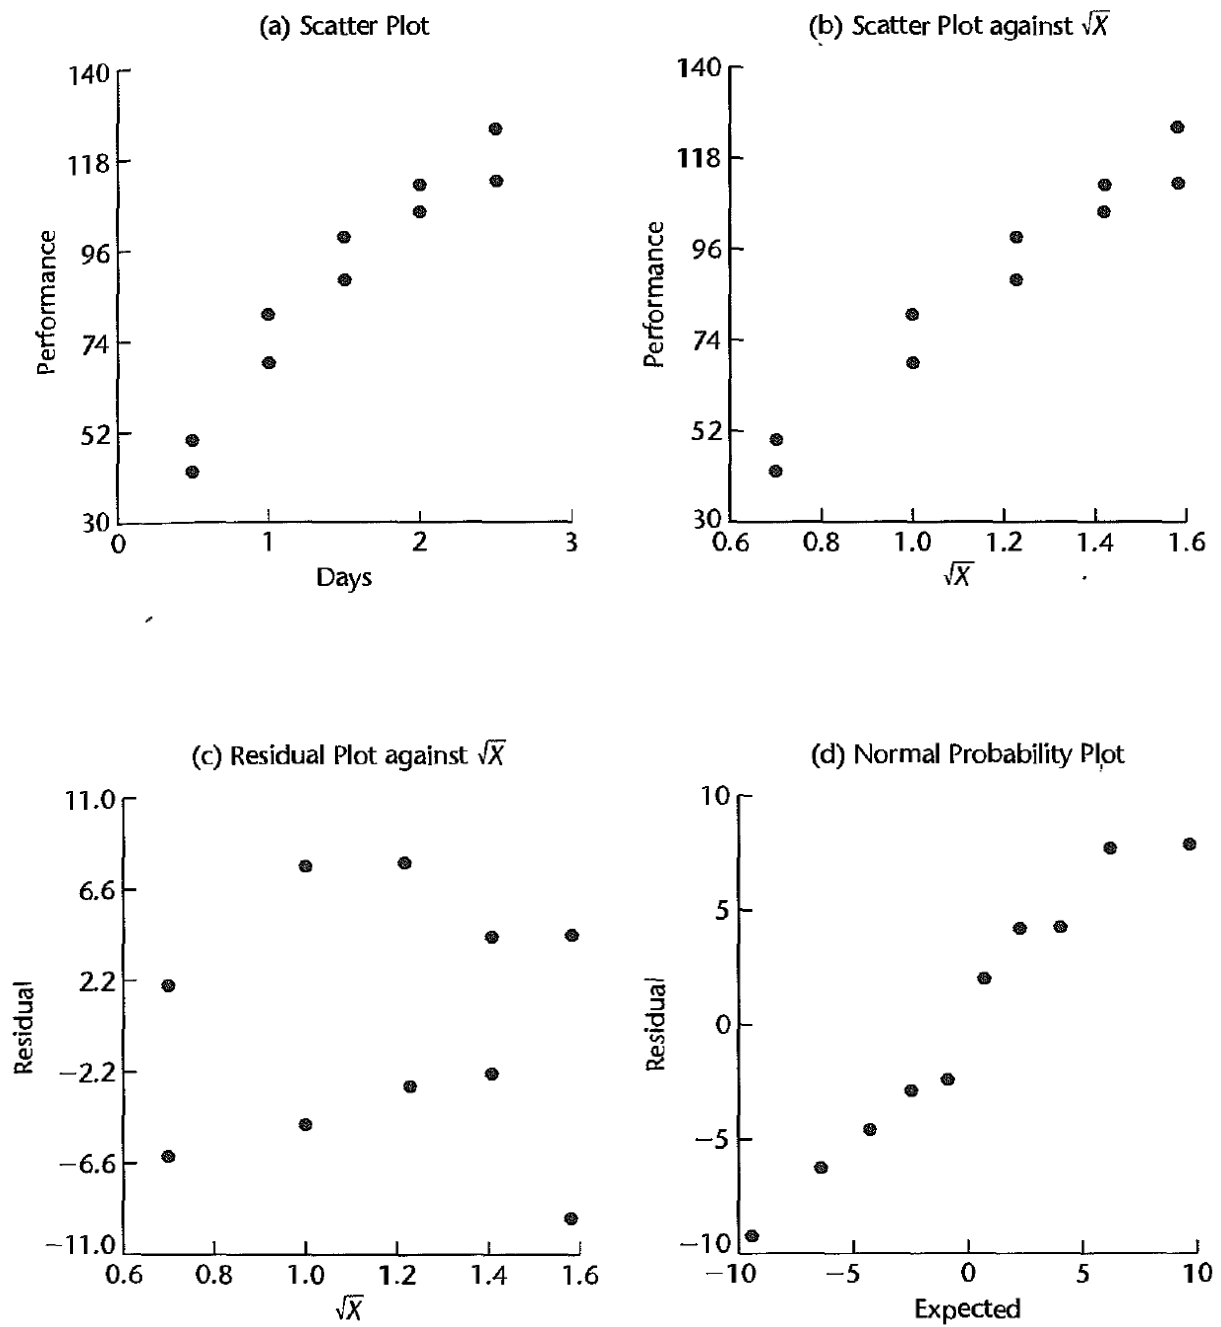 (a) Scatter Plot
140
118
96
74
52
30
Performance
0 1 2 3
Days
(b) Scatter Plot against √X
140
118
96
74
52
30
Performance
0.6 0.8 1.0 1.2 1.4 1.6
√X
(c) Residual Plot against √X
11.0
6.6
2.2
−2.2
−6.6
−11.0
Residual
0.6 0.8 1.0 1.2 1.4 1.6
√X
(d) Normal Probability Plot
10
5
0
−5
−10
Residual
−10 −5 0 5 10
Expected